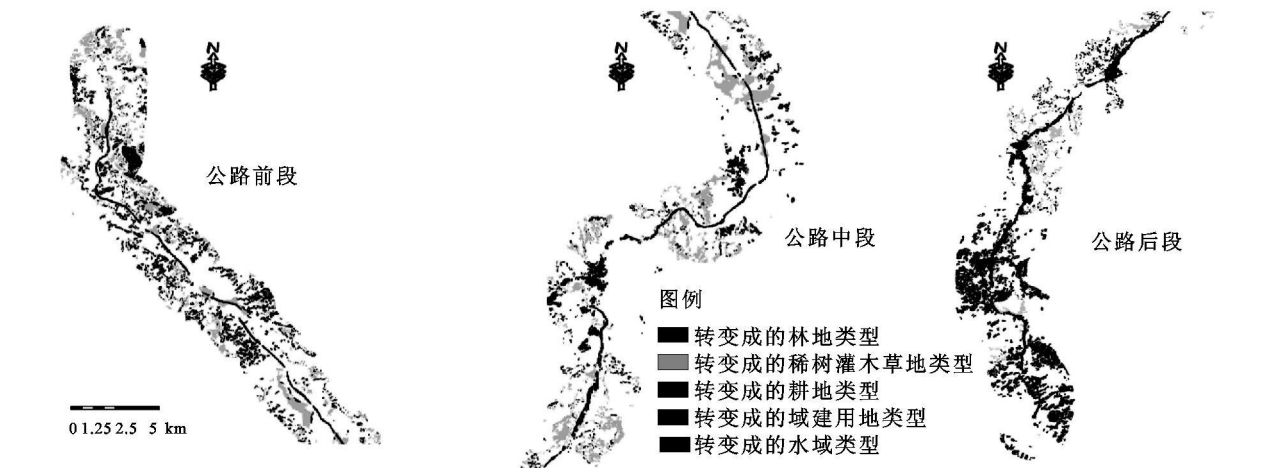 N
N
N
公路前段
公路中段
公路后段
图例
转变成的林地类型
转变成的稀树灌木草地类型
转变成的耕地类型
转变成的域建用地类型
转变成的水域类型
0 1.25 2.5 5 km